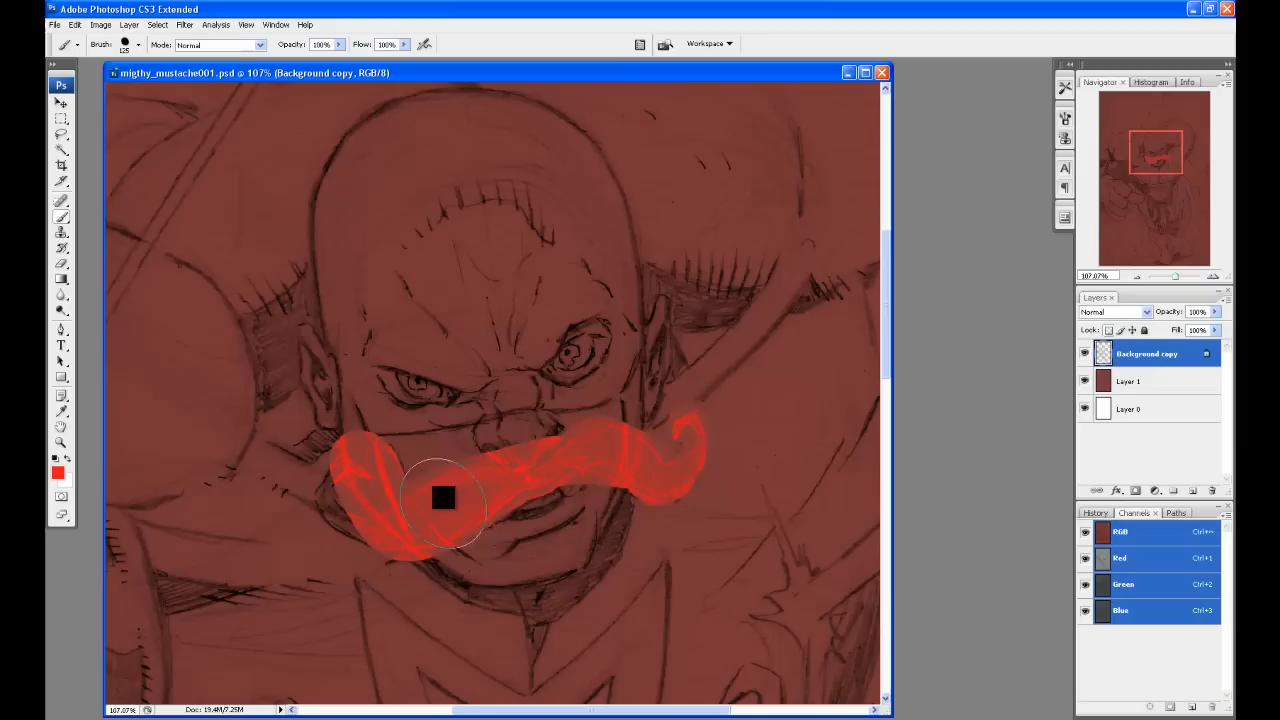 Adobe Photoshop CS3 Extended
File Edit Image Layer Select Filter Analysis View Window Help
Brush: 125 Mode: Normal Opacity: 100% Flow: 100% Workspace
Ps
migthy_mustache001.psd @ 107% (Background copy, RGB/8)
Navigator x Histogram Info
107.07%
Layers x
Normal Opacity: 100%
Lock: Fill: 100%
Background copy
Layer 1
Layer 0
History Channels x Paths
RGB Ctrl+~
Red Ctrl+1
Green Ctrl+2
Blue Ctrl+3
107.07% Doc: 19.4M/7.25M